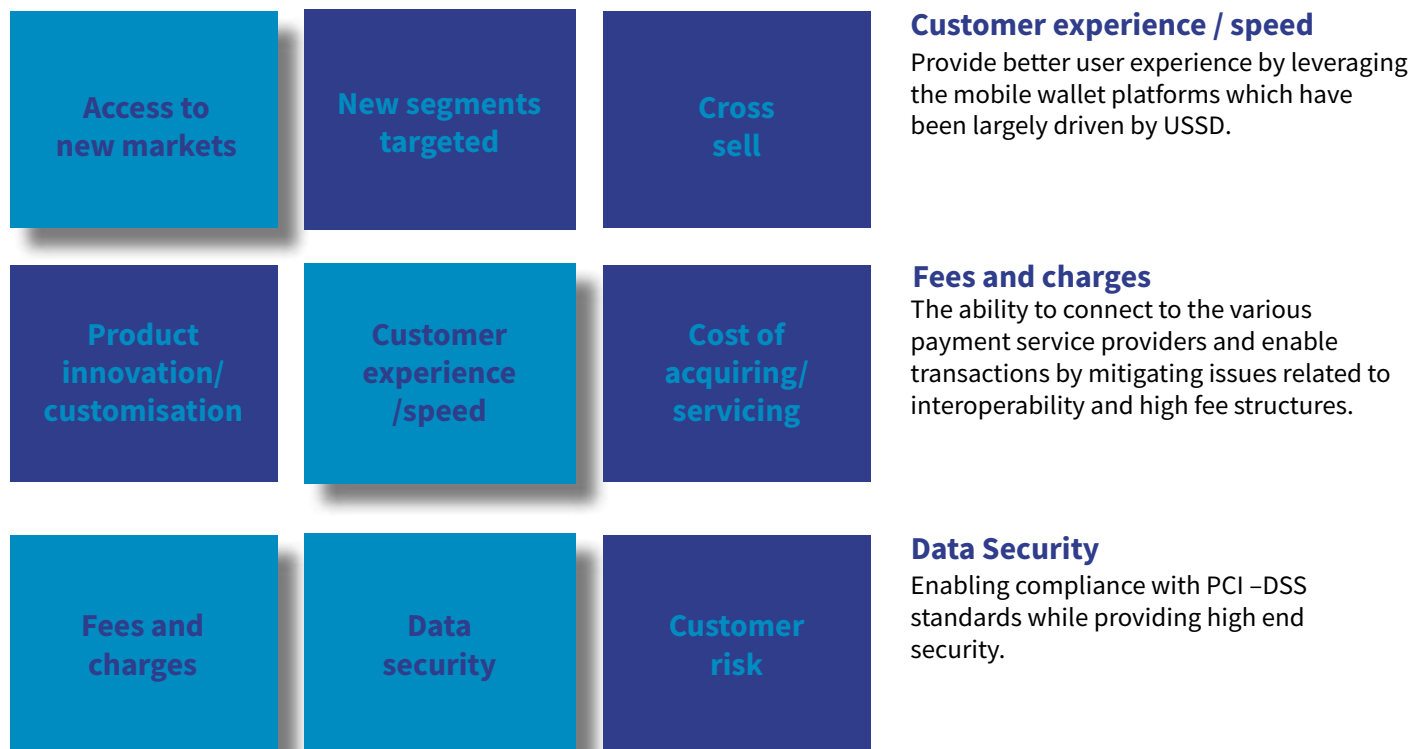 Access to
new markets
New segments
targeted
Cross
sell
Customer experience / speed
Provide better user experience by leveraging
the mobile wallet platforms which have
been largely driven by USSD.
Product
innovation/
customisation
Customer
experience
/speed
Cost of
acquiring/
servicing
Fees and charges
The ability to connect to the various
payment service providers and enable
transactions by mitigating issues related to
interoperability and high fee structures.
Fees and
charges
Data
security
Customer
risk
Data Security
Enabling compliance with PCI –DSS
standards while providing high end
security.